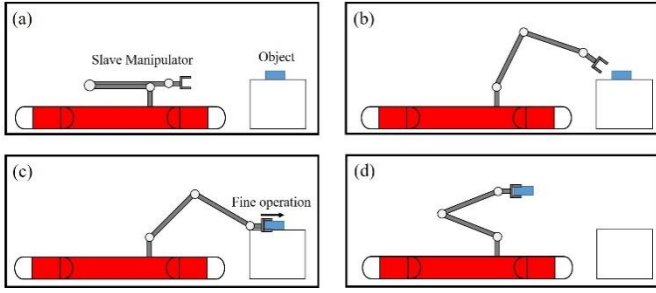 (a)
Slave Manipulator
Object
(b)
(c)
Fine operation
(d)